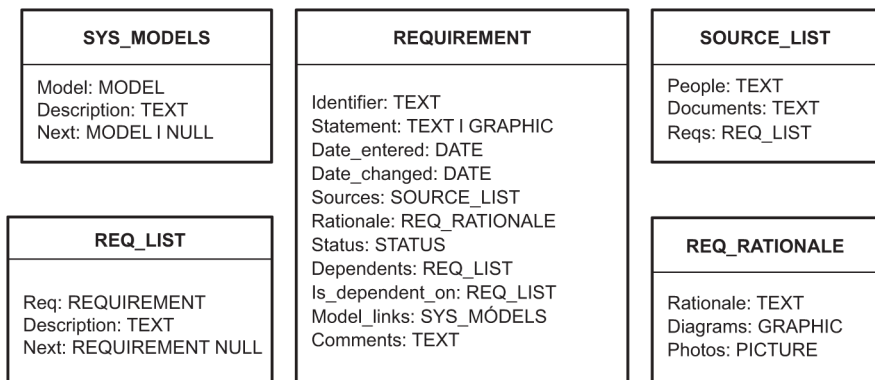 SYS_MODELS
Model: MODEL
Description: TEXT
Next: MODEL I NULL
REQ_LIST
Req: REQUIREMENT
Description: TEXT
Next: REQUIREMENT NULL
REQUIREMENT
Identifier: TEXT
Statement: TEXT I GRAPHIC
Date_entered: DATE
Date_changed: DATE
Sources: SOURCE_LIST
Rationale: REQ_RATIONALE
Status: STATUS
Dependents: REQ_LIST
Is_dependent_on: REQ_LIST
Model_links: SYS_MÓDELS
Comments: TEXT
SOURCE_LIST
People: TEXT
Documents: TEXT
Reqs: REQ_LIST
REQ_RATIONALE
Rationale: TEXT
Diagrams: GRAPHIC
Photos: PICTURE